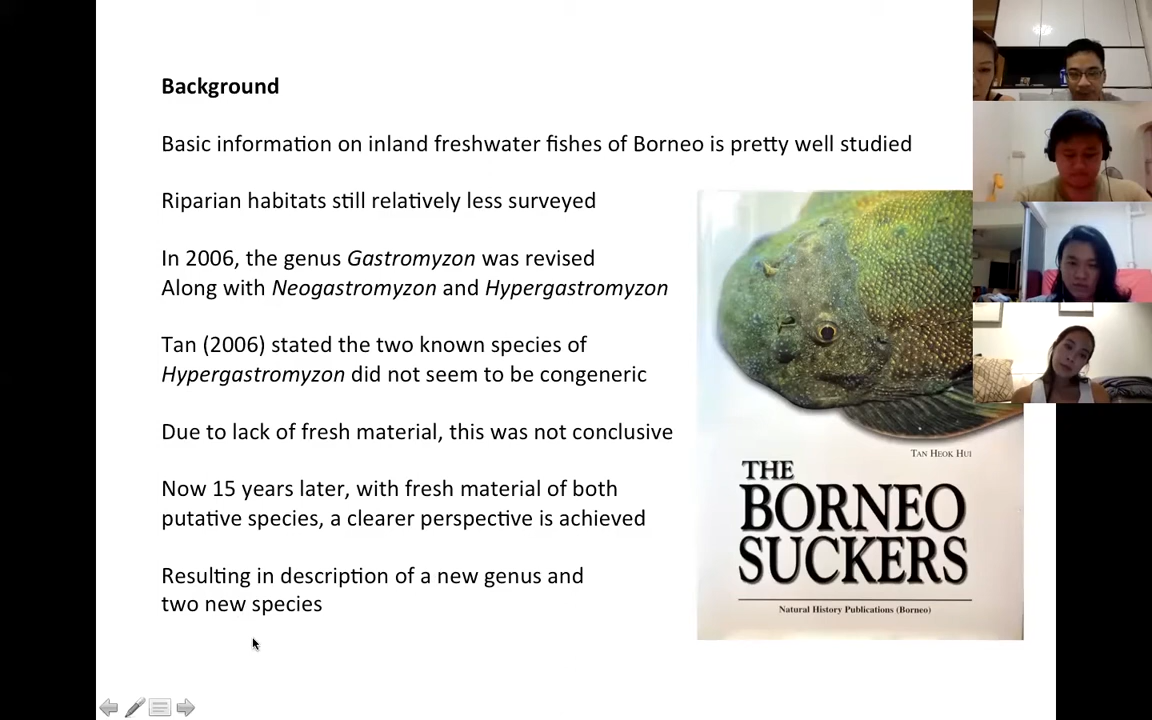 Background
Basic information on inland freshwater fishes of Borneo is pretty well studied
Riparian habitats still relatively less surveyed
In 2006, the genus Gastromyzon was revised
Along with Neogastromyzon and Hypergastromyzon
Tan (2006) stated the two known species of
Hypergastromyzon did not seem to be congeneric
Due to lack of fresh material, this was not conclusive
Now 15 years later, with fresh material of both
putative species, a clearer perspective is achieved
Resulting in description of a new genus and
two new species
TAN HEOK HUI
THE
BORNEO
SUCKERS
Natural History Publications (Borneo)